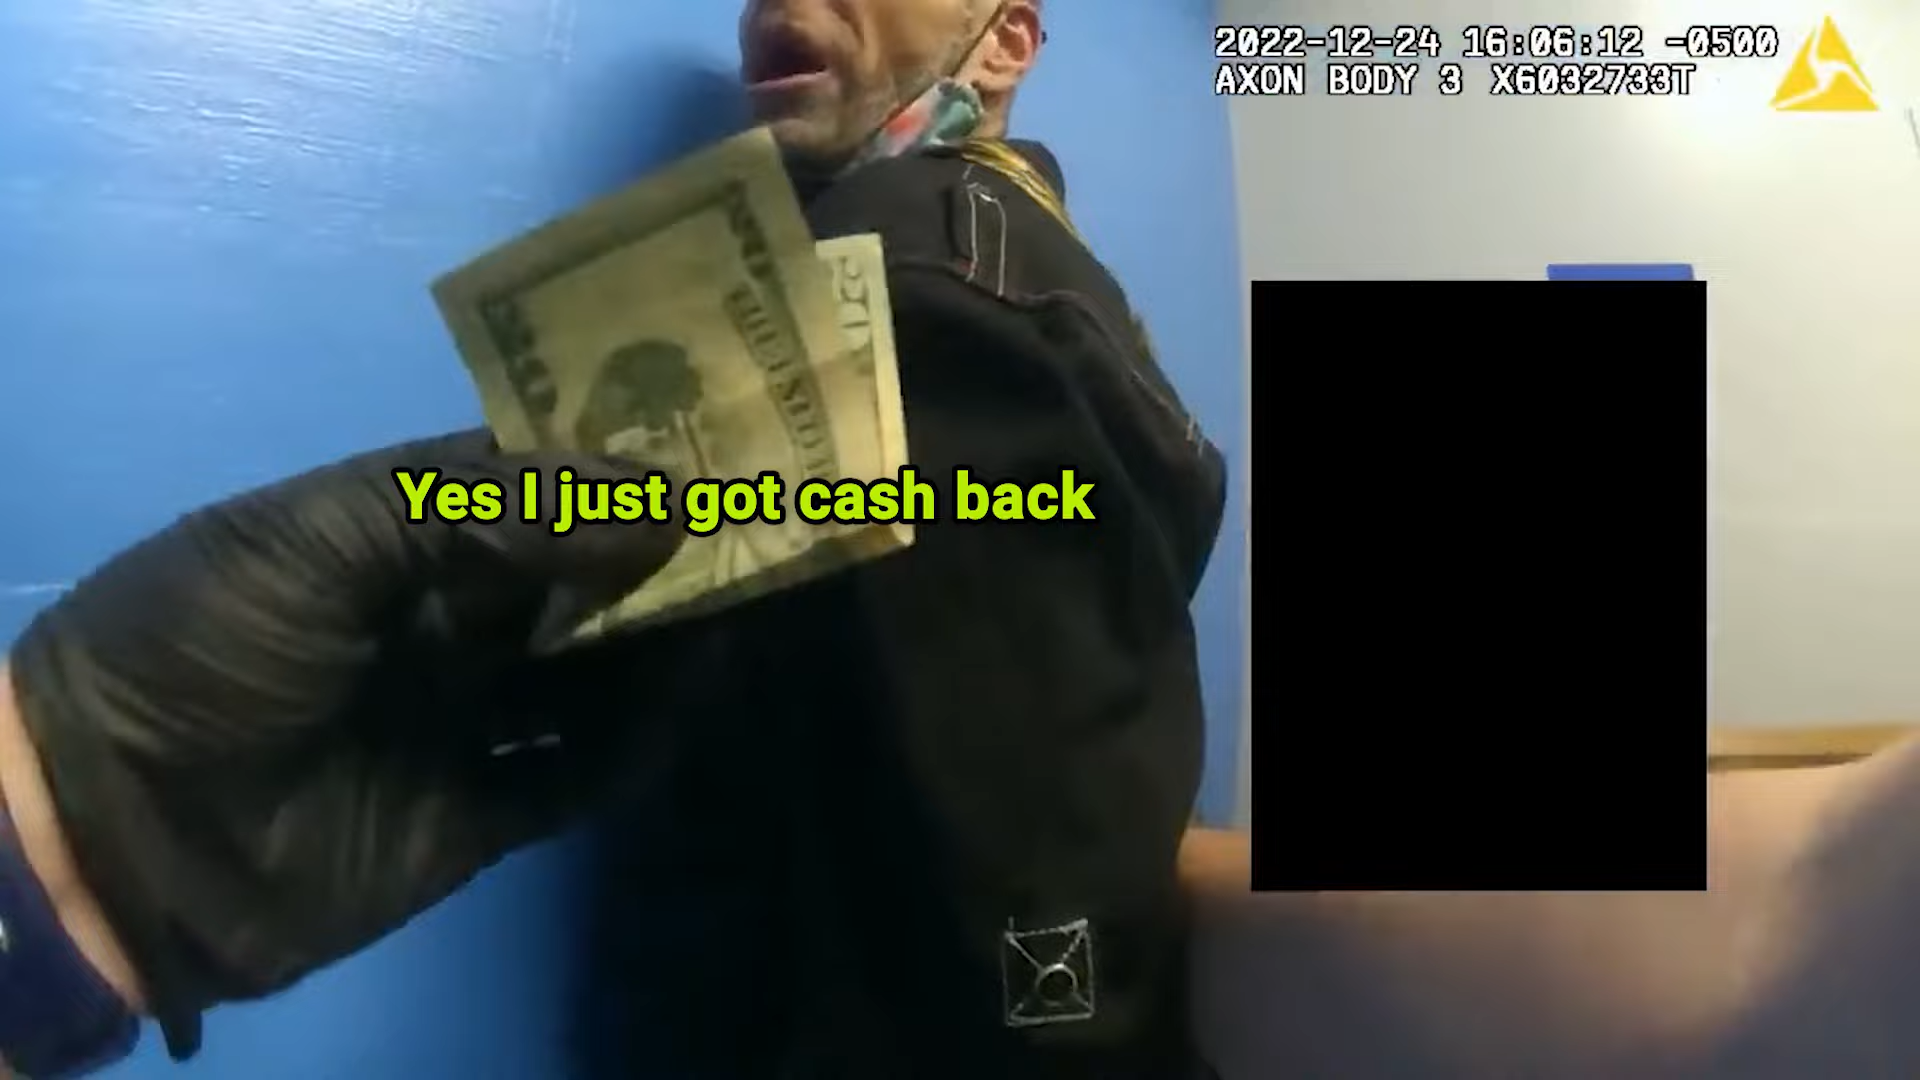 2022-12-24 16:06:12 -0500
AXON BODY 3 X6032733T
Yes I just got cash back